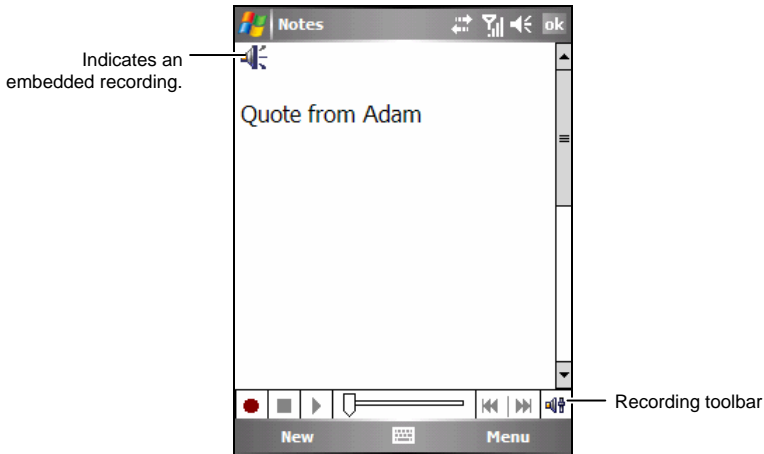 Notes
ok
Indicates an
embedded recording.
Quote from Adam
Recording toolbar
New
Menu